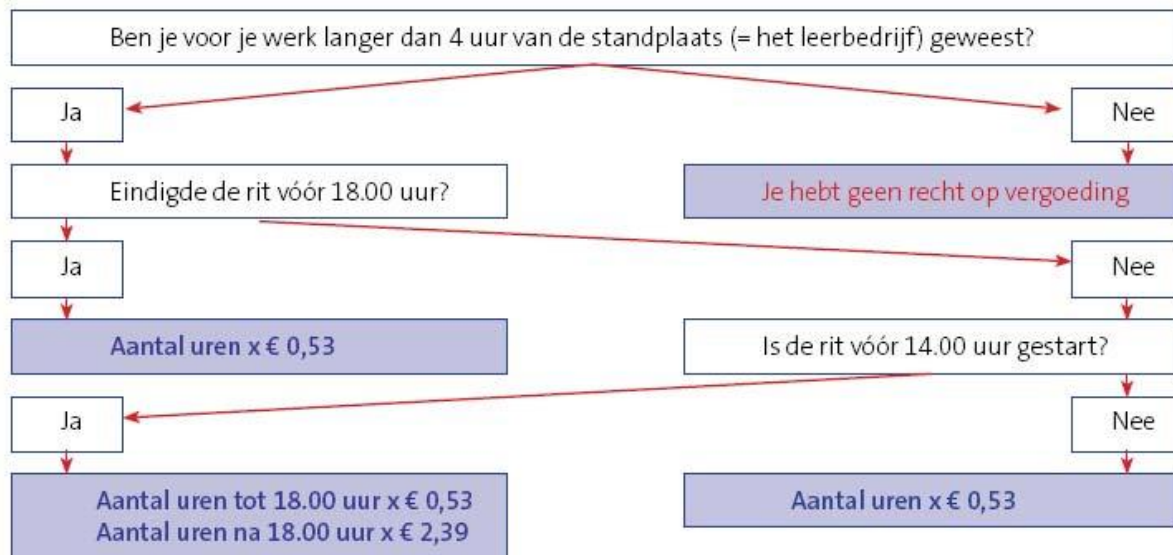 Ben je voor je werk langer dan 4 uur van de standplaats (= het leerbedrijf) geweest?
Ja
Nee
Eindigde de rit vóór 18.00 uur?
Je hebt geen recht op vergoeding
Ja
Nee
Aantal uren x € 0,53
Is de rit vóór 14.00 uur gestart?
Ja
Nee
Aantal uren tot 18.00 uur x € 0,53
Aantal uren na 18.00 uur x € 2,39
Aantal uren x € 0,53